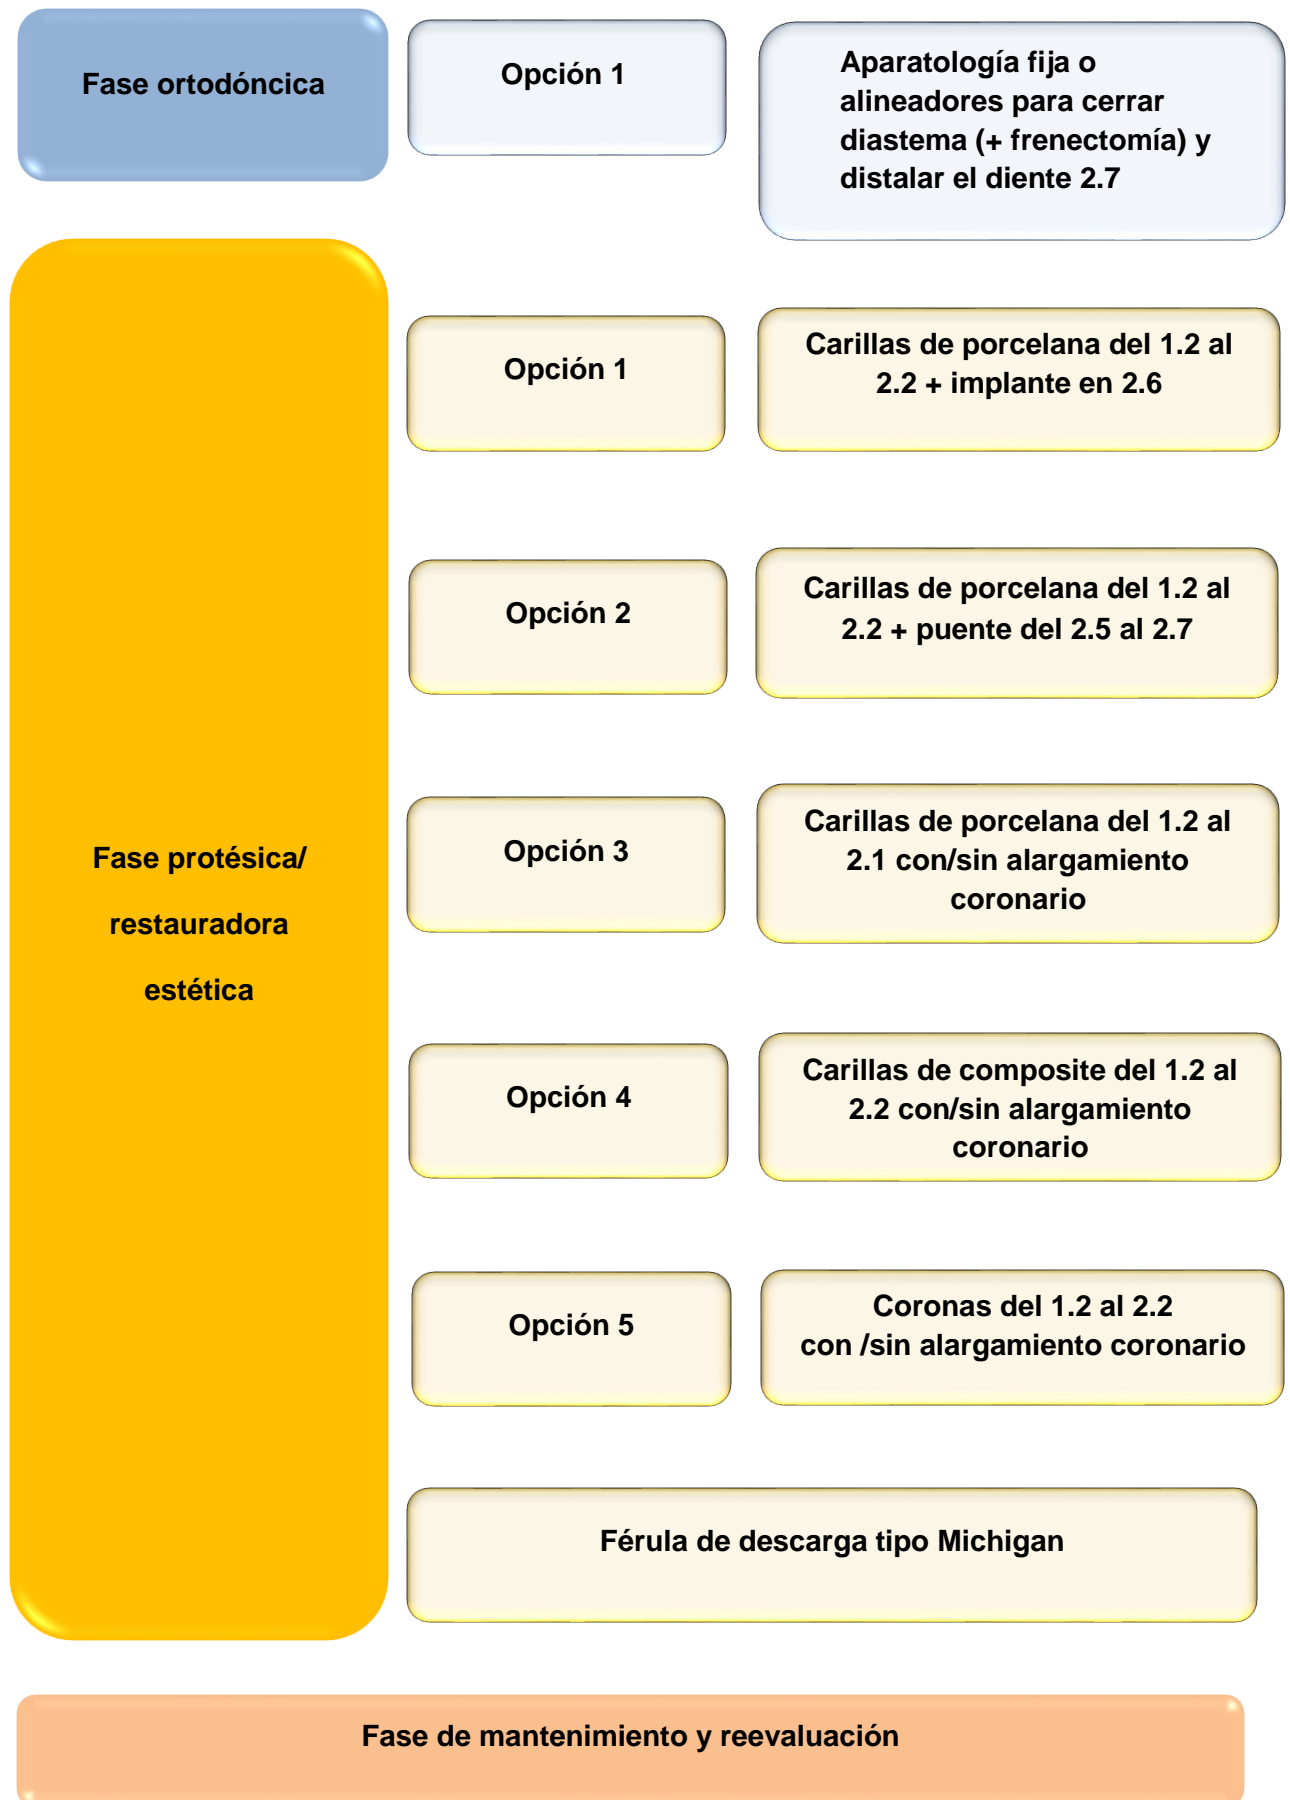 Fase ortodóncica
Opción 1
Aparatología fija o
alineadores para cerrar
diastema (+ frenectomía) y
distalar el diente 2.7
Fase protésica/
restauradora
estética
Opción 1
Carillas de porcelana del 1.2 al
2.2 + implante en 2.6
Opción 2
Carillas de porcelana del 1.2 al
2.2 + puente del 2.5 al 2.7
Opción 3
Carillas de porcelana del 1.2 al
2.1 con/sin alargamiento
coronario
Opción 4
Carillas de composite del 1.2 al
2.2 con/sin alargamiento
coronario
Opción 5
Coronas del 1.2 al 2.2
con /sin alargamiento coronario
Férula de descarga tipo Michigan
Fase de mantenimiento y reevaluación